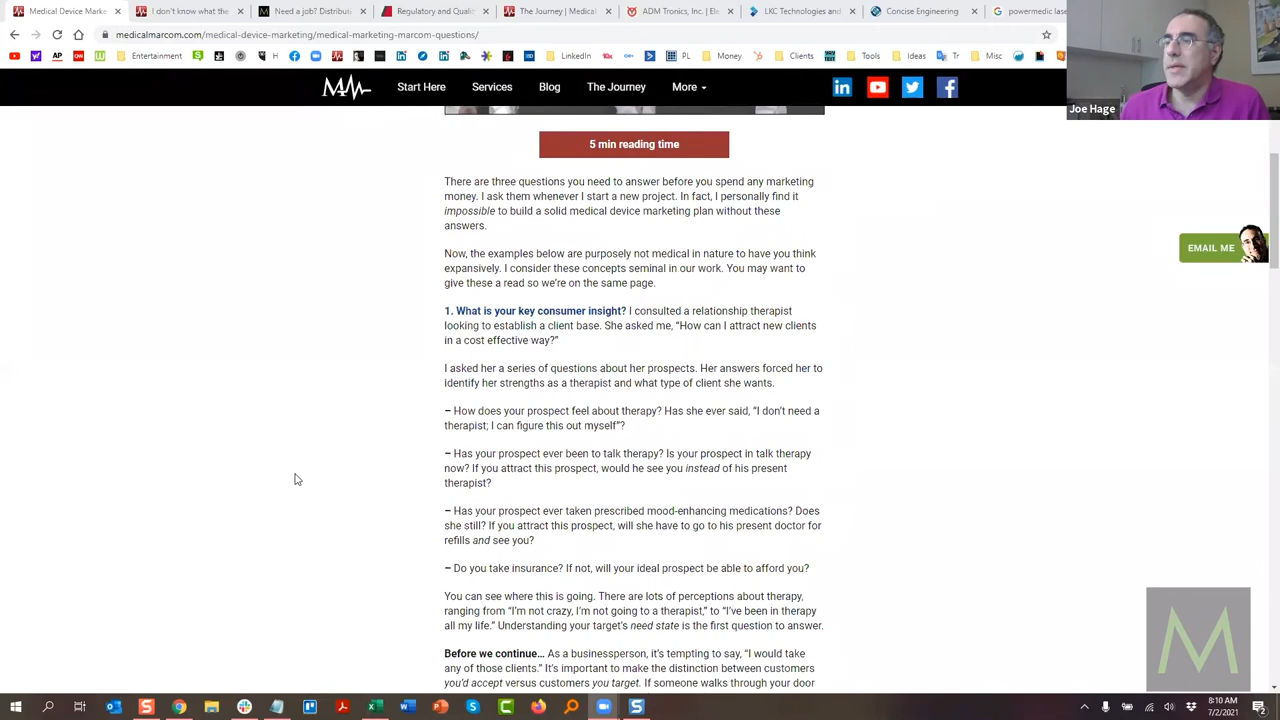 Medical Device Marke
I don't know what the
Need a job? Distributi
Regulatory and Quality
The Journey | Medical
ADM Tronics, Inc. | Ele
LKC Technologies and
Concise Engineering
powermedic lase
medicalmarcom.com/medical-device-marketing/medical-marketing-marcom-questions/
Entertainment
LinkedIn
PL
Money
Clients
Tools
Ideas
Tr
Misc
Joe Hage
Start Here
Services
Blog
The Journey
More
5 min reading time
There are three questions you need to answer before you spend any marketing
money. I ask them whenever I start a new project. In fact, I personally find it
impossible to build a solid medical device marketing plan without these
answers.
Now, the examples below are purposely not medical in nature to have you think
expansively. I consider these concepts seminal in our work. You may want to
give these a read so we're on the same page.
EMAIL ME
1. What is your key consumer insight? I consulted a relationship therapist
looking to establish a client base. She asked me, “How can I attract new clients
in a cost effective way?”
I asked her a series of questions about her prospects. Her answers forced her to
identify her strengths as a therapist and what type of client she wants.
– How does your prospect feel about therapy? Has she ever said, “I don't need a
therapist; I can figure this out myself”?
– Has your prospect ever been to talk therapy? Is your prospect in talk therapy
now? If you attract this prospect, would he see you instead of his present
therapist?
– Has your prospect ever taken prescribed mood-enhancing medications? Does
she still? If you attract this prospect, will she have to go to his present doctor for
refills and see you?
– Do you take insurance? If not, will your ideal prospect be able to afford you?
You can see where this is going. There are lots of perceptions about therapy,
ranging from “I'm not crazy, I'm not going to a therapist,” to “I've been in therapy
all my life.” Understanding your target's need state is the first question to answer.
Before we continue… As a businessperson, it's tempting to say, “I would take
any of those clients.” It's important to make the distinction between customers
you'd accept versus customers you target. If someone walks through your door
M
8:10 AM
7/2/2021